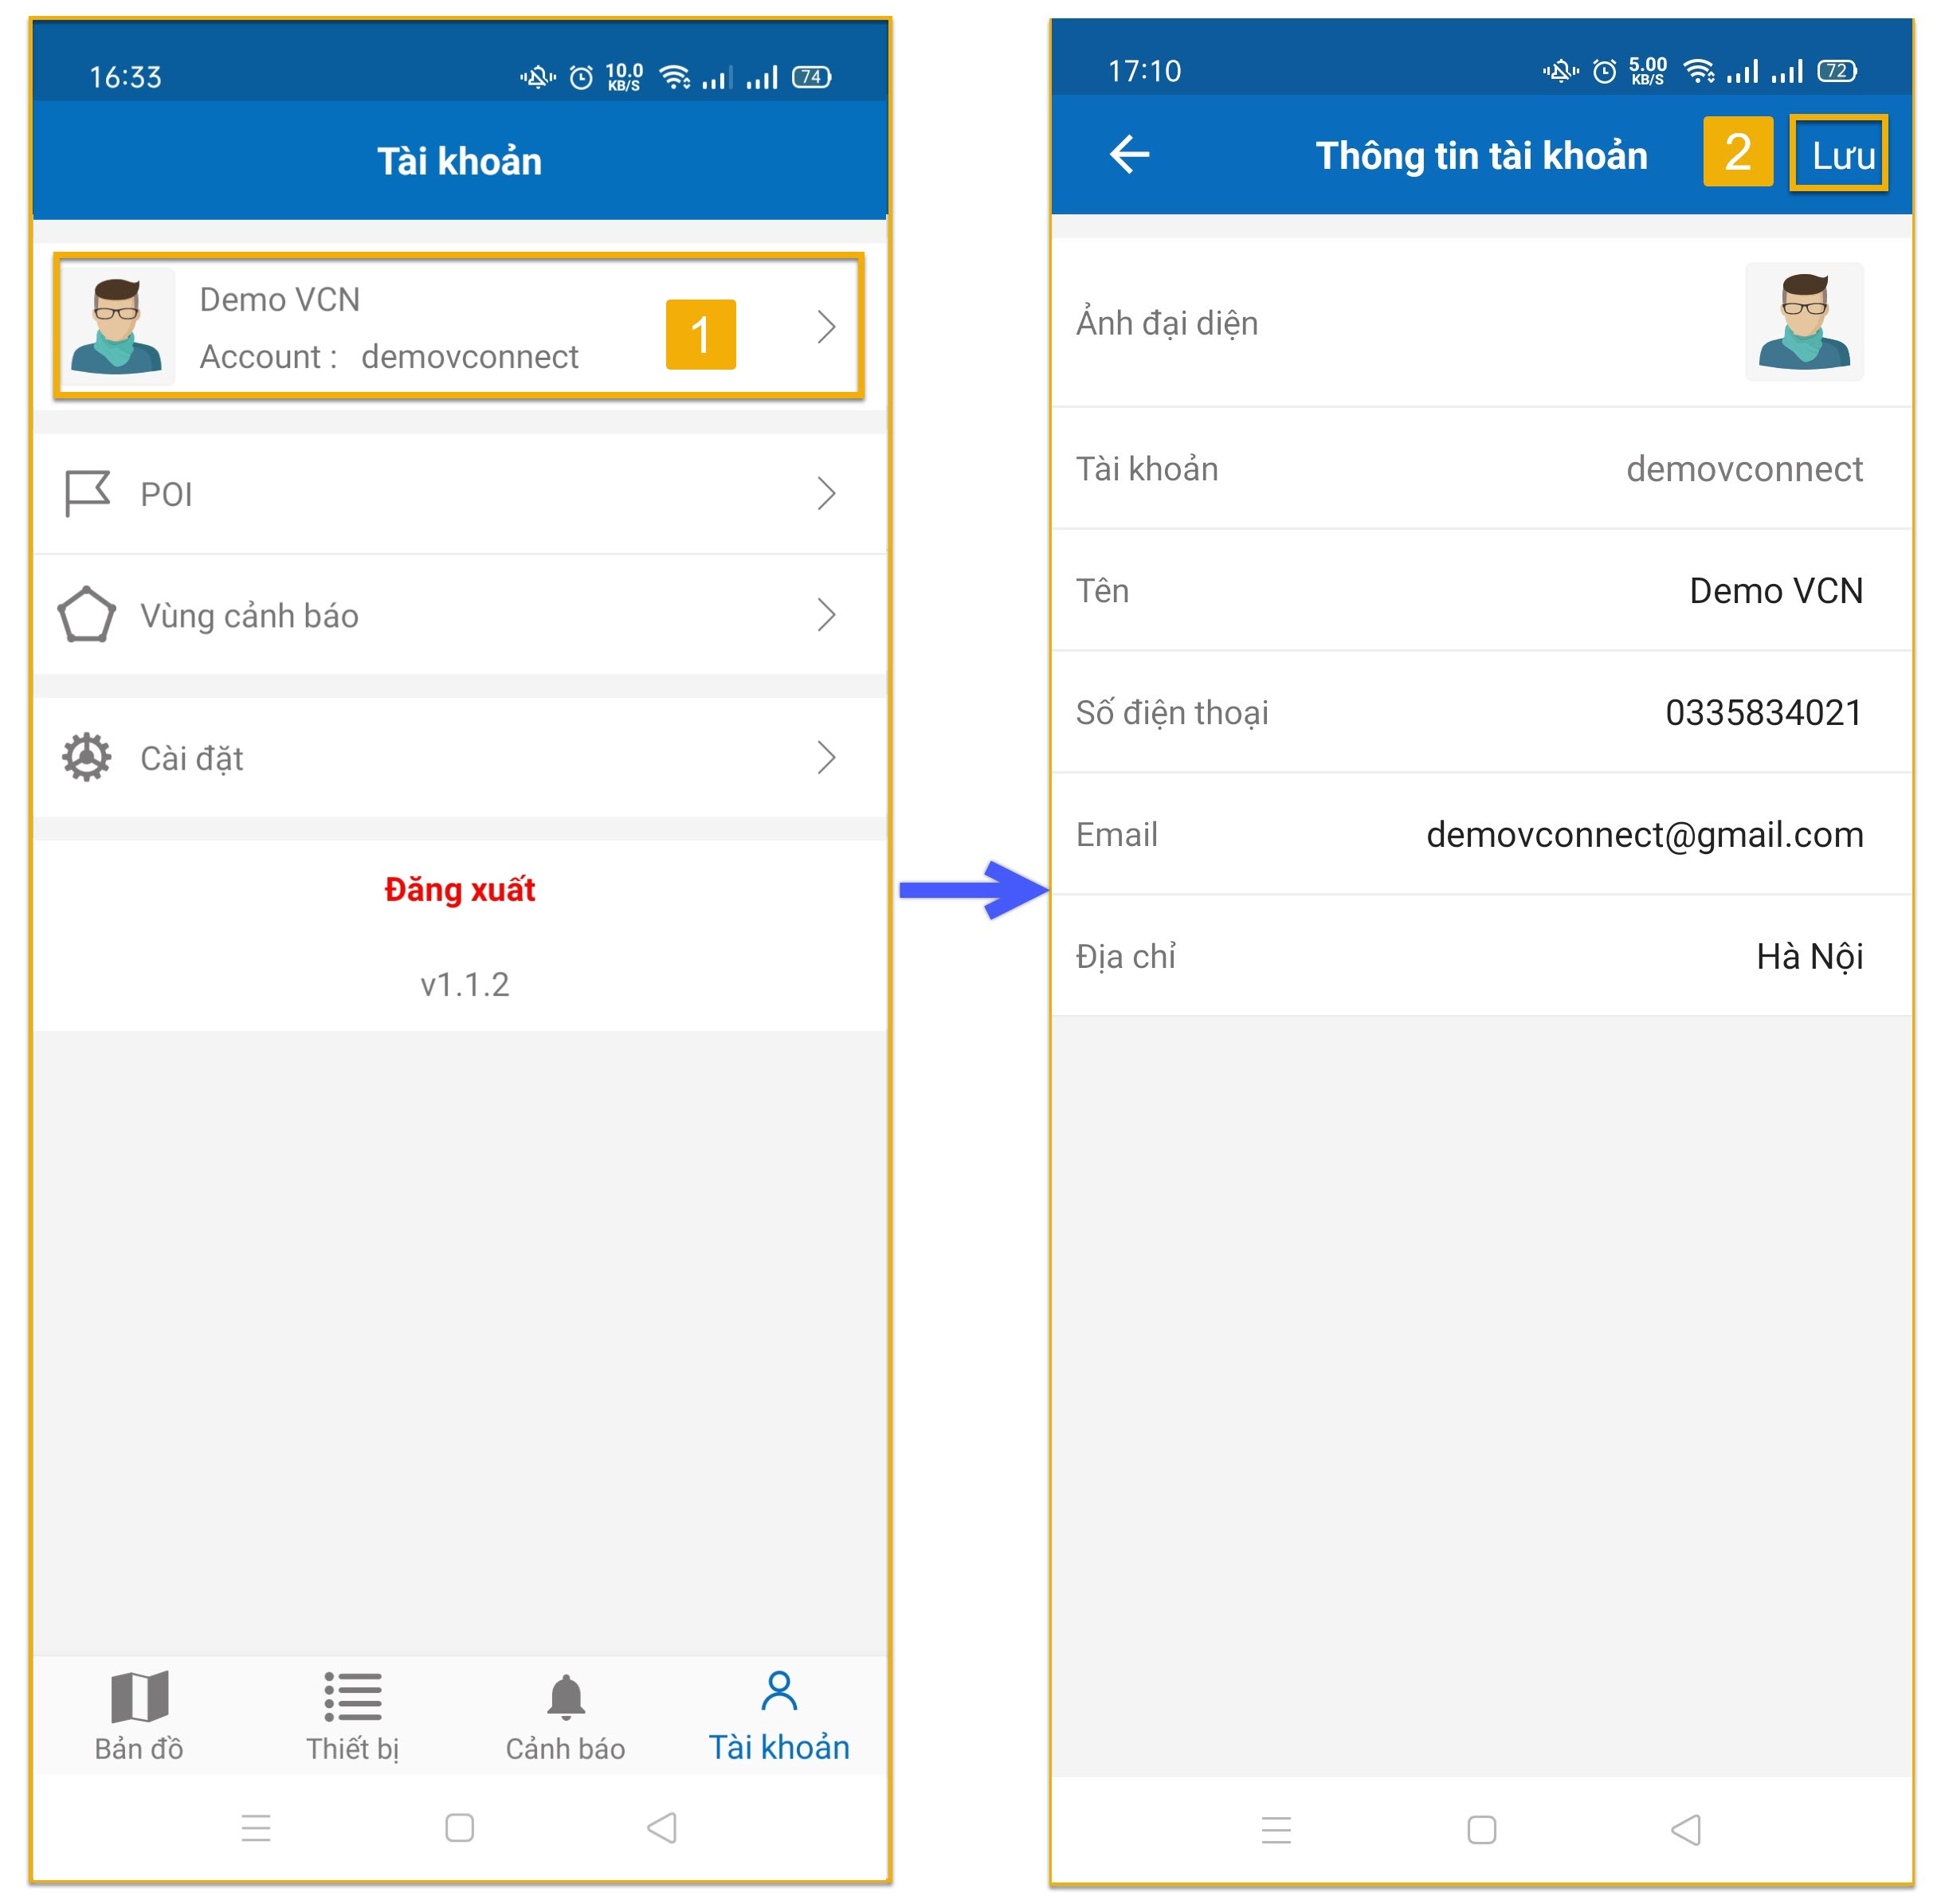 16:33
10.0
KB/S
74
Tài khoản
Demo VCN
Account : demovconnect
1
POI
Vùng cảnh báo
Cài đặt
Đăng xuất
v1.1.2
Bản đồ
Thiết bị
Cảnh báo
Tài khoản
17:10
5.00
KB/S
72
Thông tin tài khoản
2
Lưu
Ảnh đại diện
Tài khoản demovconnect
Tên Demo VCN
Số điện thoại 0335834021
Email demovconnect@gmail.com
Địa chỉ Hà Nội